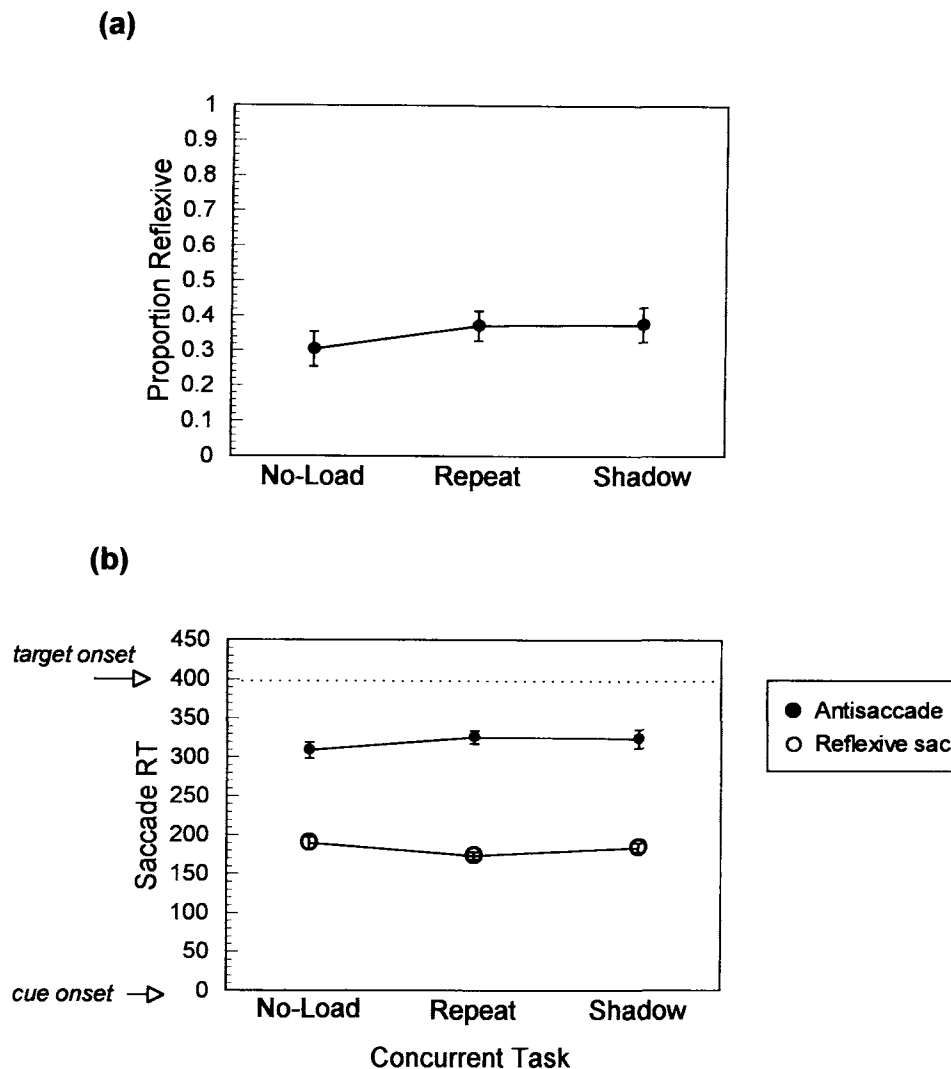 (a)
Proportion Reflexive
1
0.9
0.8
0.7
0.6
0.5
0.4
0.3
0.2
0.1
0
No-Load Repeat Shadow
(b)
target onset
Saccade RT
450
400
350
300
250
200
150
100
50
0
cue onset
No-Load Repeat Shadow
Concurrent Task
Antisaccade
Reflexive sac